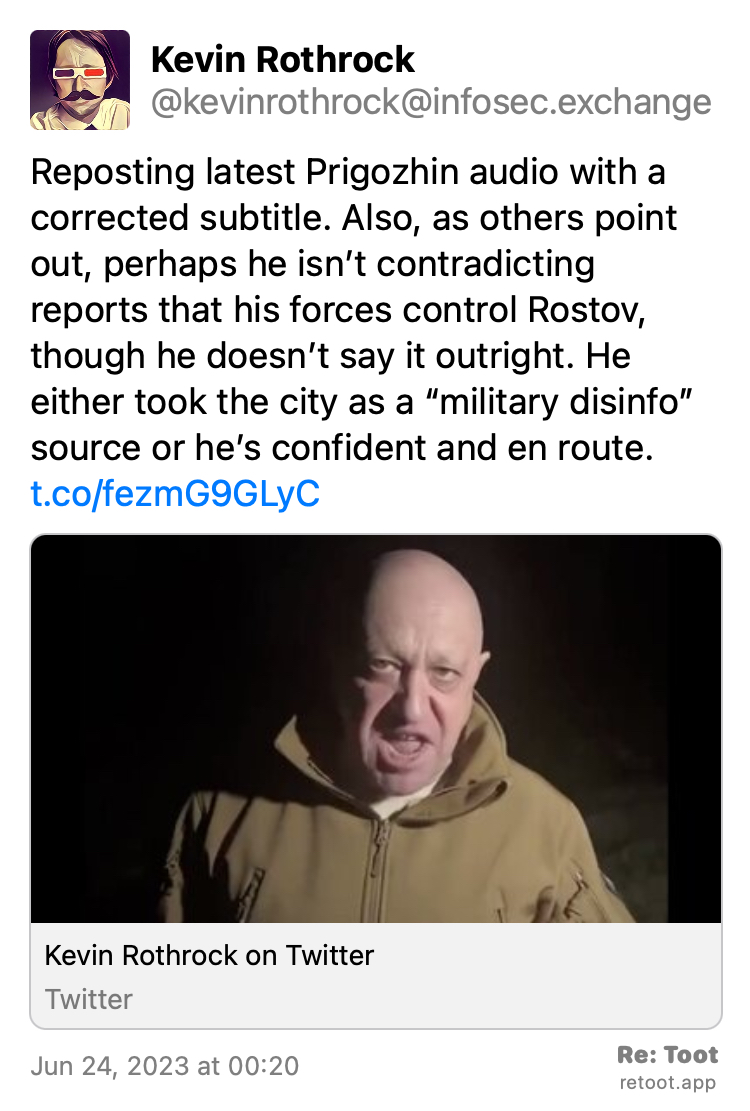 Kevin Rothrock
@kevinrothrock@infosec.exchange
Reposting latest Prigozhin audio with a
corrected subtitle. Also, as others point
out, perhaps he isn’t contradicting
reports that his forces control Rostov,
though he doesn’t say it outright. He
either took the city as a “military disinfo”
source or he’s confident and en route.
t.co/fezmG9GLyC
Kevin Rothrock on Twitter
Twitter
Jun 24, 2023 at 00:20
Re: Toot
retoot.app